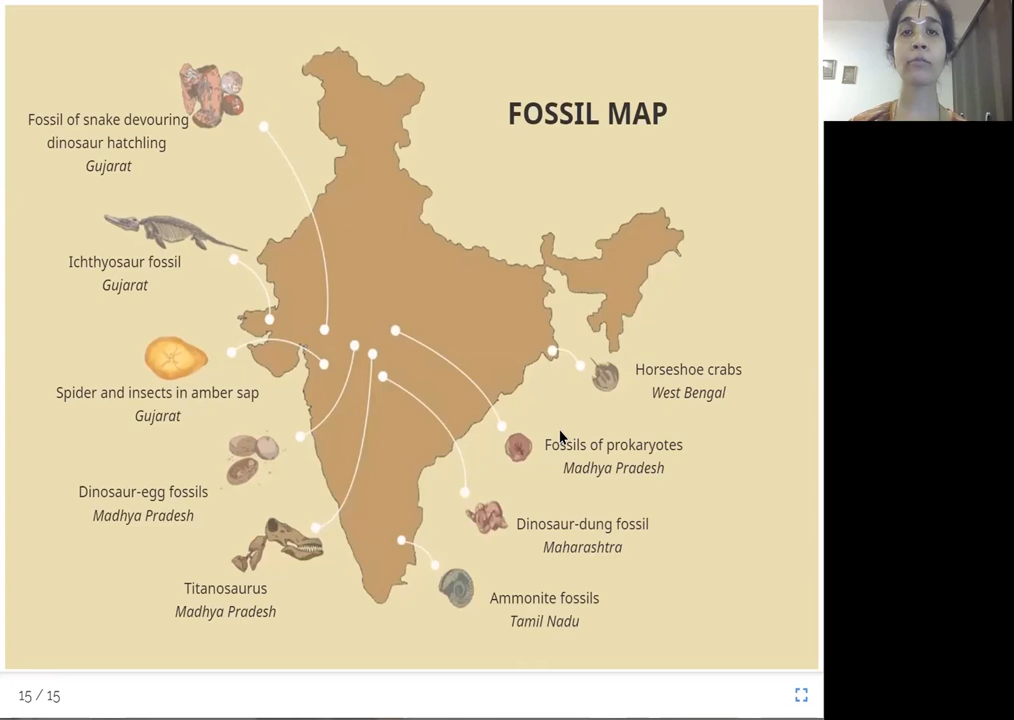 FOSSIL MAP
Fossil of snake devouring
dinosaur hatchling
Gujarat
Ichthyosaur fossil
Gujarat
Spider and insects in amber sap
Gujarat
Dinosaur-egg fossils
Madhya Pradesh
Titanosaurus
Madhya Pradesh
Horseshoe crabs
West Bengal
Fossils of prokaryotes
Madhya Pradesh
Dinosaur-dung fossil
Maharashtra
Ammonite fossils
Tamil Nadu
15 / 15